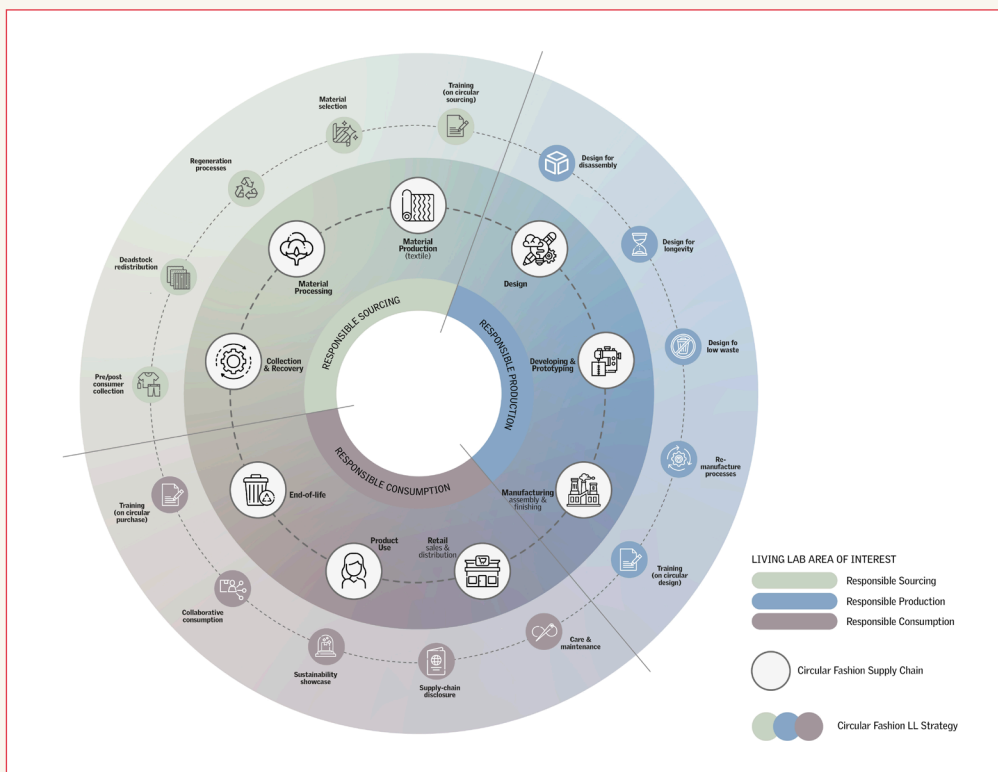 Training
(on circular
sourcing)
Material
selection
Regeneration
processes
Deadstock
redistribution
Pre/post
consumer
collection
Design for
disassembly
Design for
longevity
Design fo
low waste
Re-
manufacture
processes
Training
(on circular
design)
Care &
maintenance
Supply-chain
disclosure
Sustainability
showcase
Collaborative
consumption
Training
(on circular
purchase)
Material
Production
(textile)
Material
Processing
Collection
& Recovery
Design
Developing &
Prototyping
Manufacturing
assembly &
finishing
Retail
sales &
distribution
Product
Use
End-of-life
RESPONSIBLE SOURCING
RESPONSIBLE PRODUCTION
RESPONSIBLE CONSUMPTION
LIVING LAB AREA OF INTEREST
Responsible Sourcing
Responsible Production
Responsible Consumption
Circular Fashion Supply Chain
Circular Fashion LL Strategy